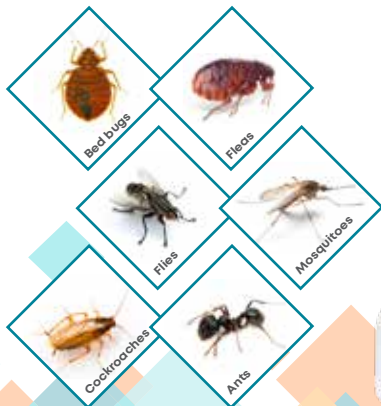 Bed bugs
Fleas
Flies
Mosquitoes
Cockroaches
Ants